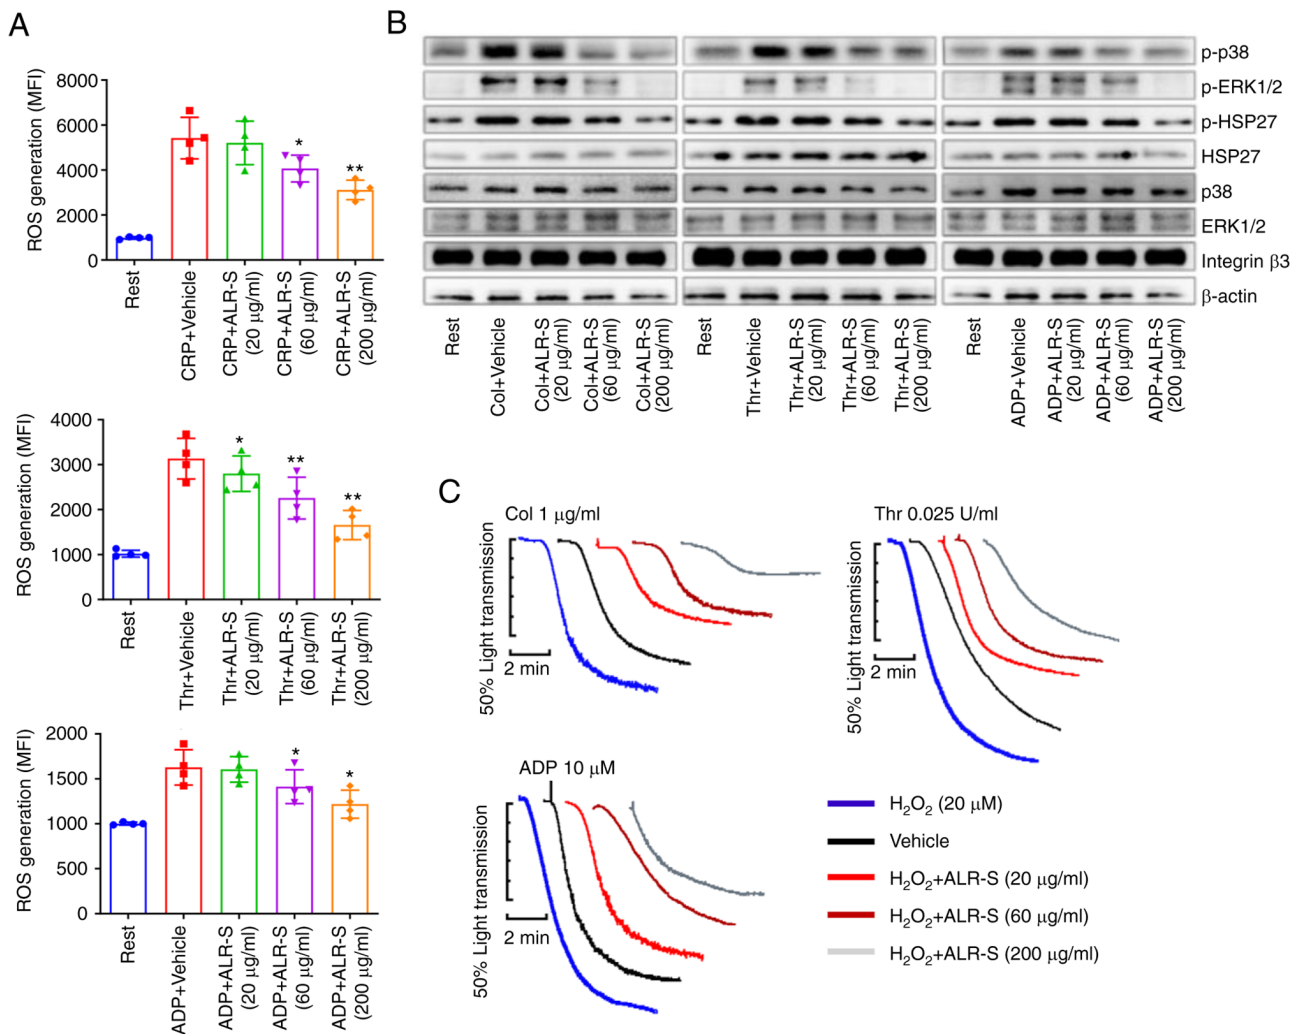 A
ROS generation (MFI)
8000
6000
4000
2000
0
*
**
Rest
CRP+Vehicle
CRP+ALR-S
(20 μg/ml)
CRP+ALR-S
(60 μg/ml)
CRP+ALR-S
(200 μg/ml)
ROS generation (MFI)
4000
3000
2000
1000
0
*
**
**
Rest
Thr+Vehicle
Thr+ALR-S
(20 μg/ml)
Thr+ALR-S
(60 μg/ml)
Thr+ALR-S
(200 μg/ml)
ROS generation (MFI)
2000
1500
1000
500
0
*
*
Rest
ADP+Vehicle
ADP+ALR-S
(20 μg/ml)
ADP+ALR-S
(60 μg/ml)
ADP+ALR-S
(200 μg/ml)
B
p-p38
p-ERK1/2
p-HSP27
HSP27
p38
ERK1/2
Integrin β3
β-actin
Rest
Col+Vehicle
Col+ALR-S
(20 μg/ml)
Col+ALR-S
(60 μg/ml)
Col+ALR-S
(200 μg/ml)
Rest
Thr+Vehicle
Thr+ALR-S
(20 μg/ml)
Thr+ALR-S
(60 μg/ml)
Thr+ALR-S
(200 μg/ml)
Rest
ADP+Vehicle
ADP+ALR-S
(20 μg/ml)
ADP+ALR-S
(60 μg/ml)
ADP+ALR-S
(200 μg/ml)
C
Col 1 μg/ml
50% Light transmission
2 min
Thr 0.025 U/ml
50% Light transmission
2 min
ADP 10 μM
50% Light transmission
2 min
H₂O₂ (20 μM)
Vehicle
H₂O₂+ALR-S (20 μg/ml)
H₂O₂+ALR-S (60 μg/ml)
H₂O₂+ALR-S (200 μg/ml)